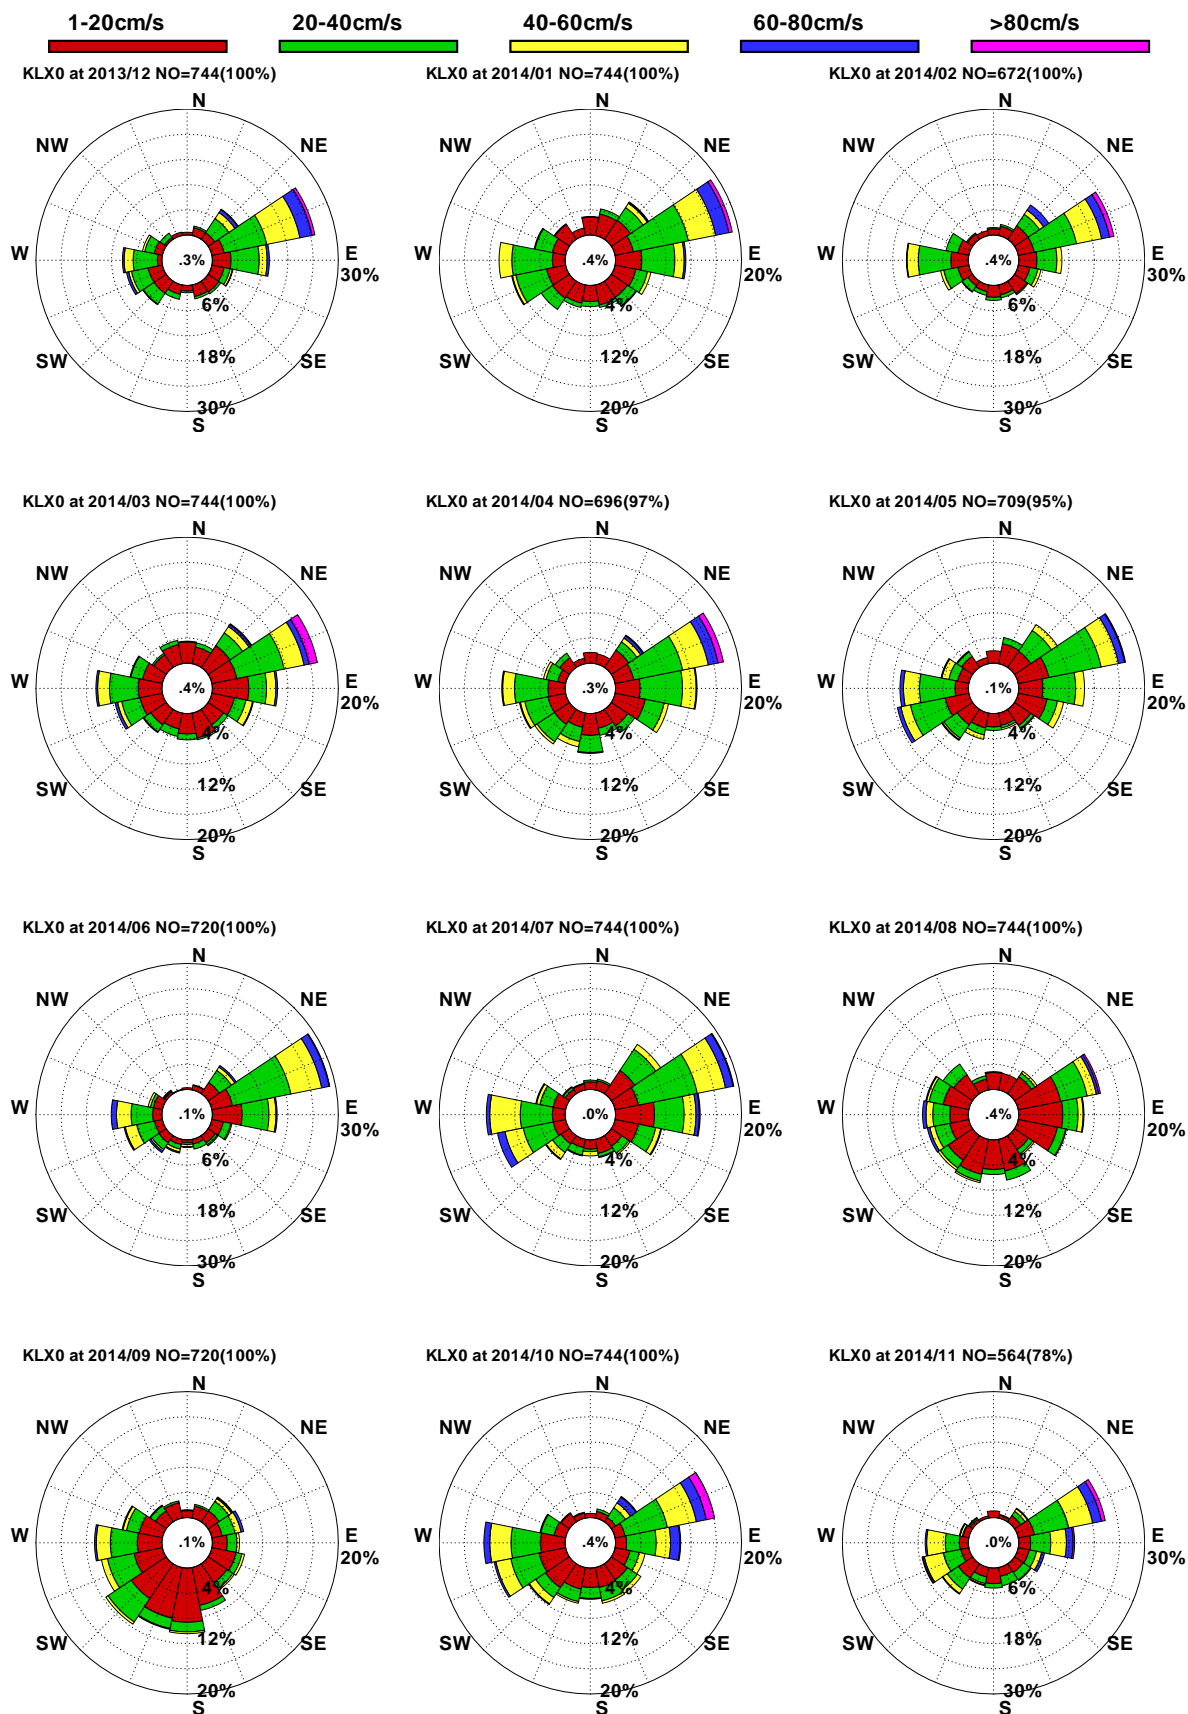 1-20cm/s 20-40cm/s 40-60cm/s 60-80cm/s >80cm/s
KLX0 at 2013/12 NO=744(100%)
N
NW NE
W .3% E
30%
6%
SW 18% SE
30%
S
KLX0 at 2014/01 NO=744(100%)
N
NW NE
W .4% E
20%
4%
SW 12% SE
20%
S
KLX0 at 2014/02 NO=672(100%)
N
NW NE
W .4% E
30%
6%
SW 18% SE
30%
S
KLX0 at 2014/03 NO=744(100%)
N
NW NE
W .4% E
20%
4%
SW 12% SE
20%
S
KLX0 at 2014/04 NO=696(97%)
N
NW NE
W .3% E
20%
4%
SW 12% SE
20%
S
KLX0 at 2014/05 NO=709(95%)
N
NW NE
W .1% E
20%
4%
SW 12% SE
20%
S
KLX0 at 2014/06 NO=720(100%)
N
NW NE
W .1% E
30%
6%
SW 18% SE
30%
S
KLX0 at 2014/07 NO=744(100%)
N
NW NE
W .0% E
20%
4%
SW 12% SE
20%
S
KLX0 at 2014/08 NO=744(100%)
N
NW NE
W .4% E
20%
4%
SW 12% SE
20%
S
KLX0 at 2014/09 NO=720(100%)
N
NW NE
W .1% E
20%
4%
SW 12% SE
20%
S
KLX0 at 2014/10 NO=744(100%)
N
NW NE
W .4% E
20%
4%
SW 12% SE
20%
S
KLX0 at 2014/11 NO=564(78%)
N
NW NE
W .0% E
30%
6%
SW 18% SE
30%
S